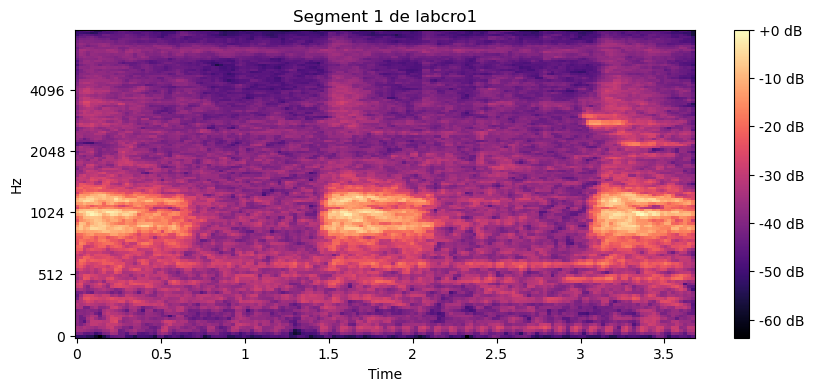 Segment 1 de labcro1
Hz
4096
2048
1024
512
0
0
0.5
1
1.5
2
2.5
3
3.5
Time
+0 dB
-10 dB
-20 dB
-30 dB
-40 dB
-50 dB
-60 dB